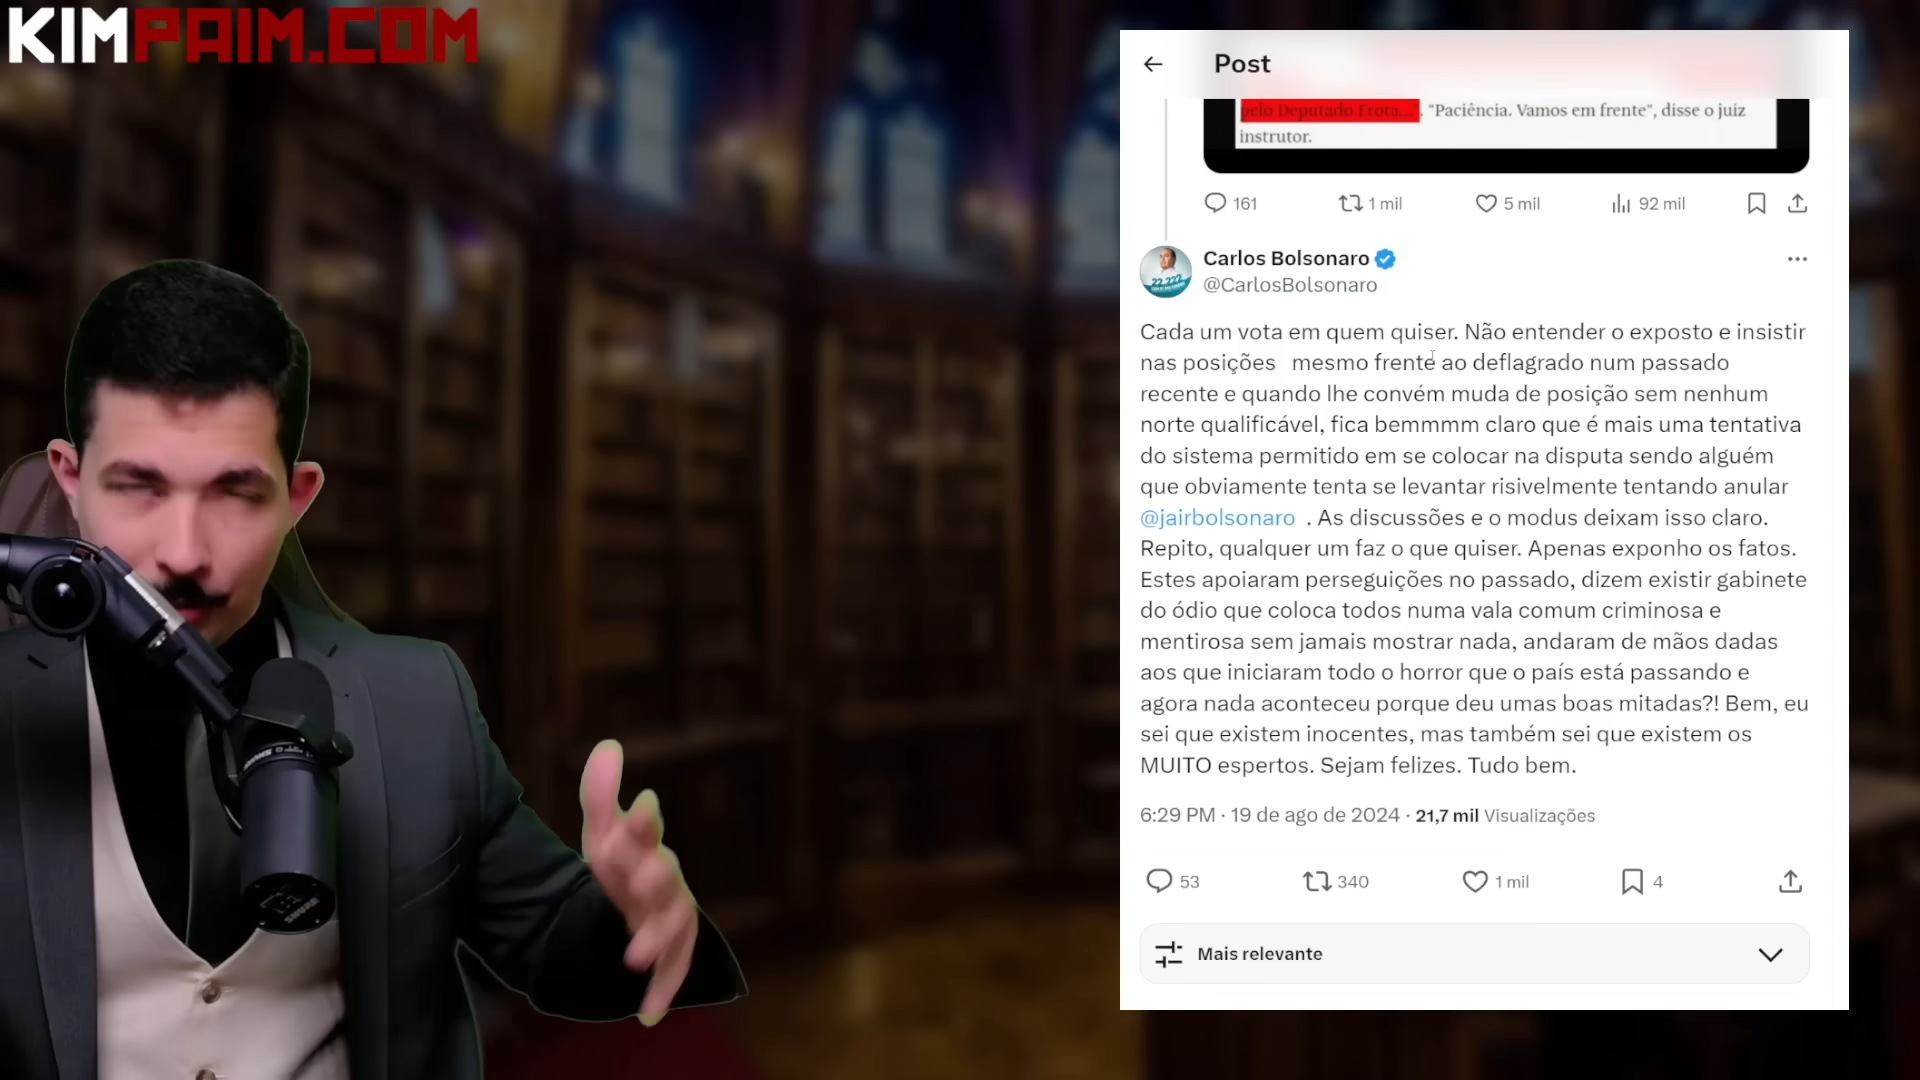 KIMPAIM.COM
Post
pelo Deputado Frota.... "Paciência. Vamos em frente", disse o juiz
instrutor.
161 1 mil 5 mil 92 mil
Carlos Bolsonaro
@CarlosBolsonaro
Cada um vota em quem quiser. Não entender o exposto e insistir
nas posições mesmo frente ao deflagrado num passado
recente e quando lhe convém muda de posição sem nenhum
norte qualificável, fica bemmmm claro que é mais uma tentativa
do sistema permitido em se colocar na disputa sendo alguém
que obviamente tenta se levantar risivelmente tentando anular
@jairbolsonaro . As discussões e o modus deixam isso claro.
Repito, qualquer um faz o que quiser. Apenas exponho os fatos.
Estes apoiaram perseguições no passado, dizem existir gabinete
do ódio que coloca todos numa vala comum criminosa e
mentirosa sem jamais mostrar nada, andaram de mãos dadas
aos que iniciaram todo o horror que o país está passando e
agora nada aconteceu porque deu umas boas mitadas?! Bem, eu
sei que existem inocentes, mas também sei que existem os
MUITO espertos. Sejam felizes. Tudo bem.
6:29 PM · 19 de ago de 2024 · 21,7 mil Visualizações
53 340 1 mil 4
Mais relevante